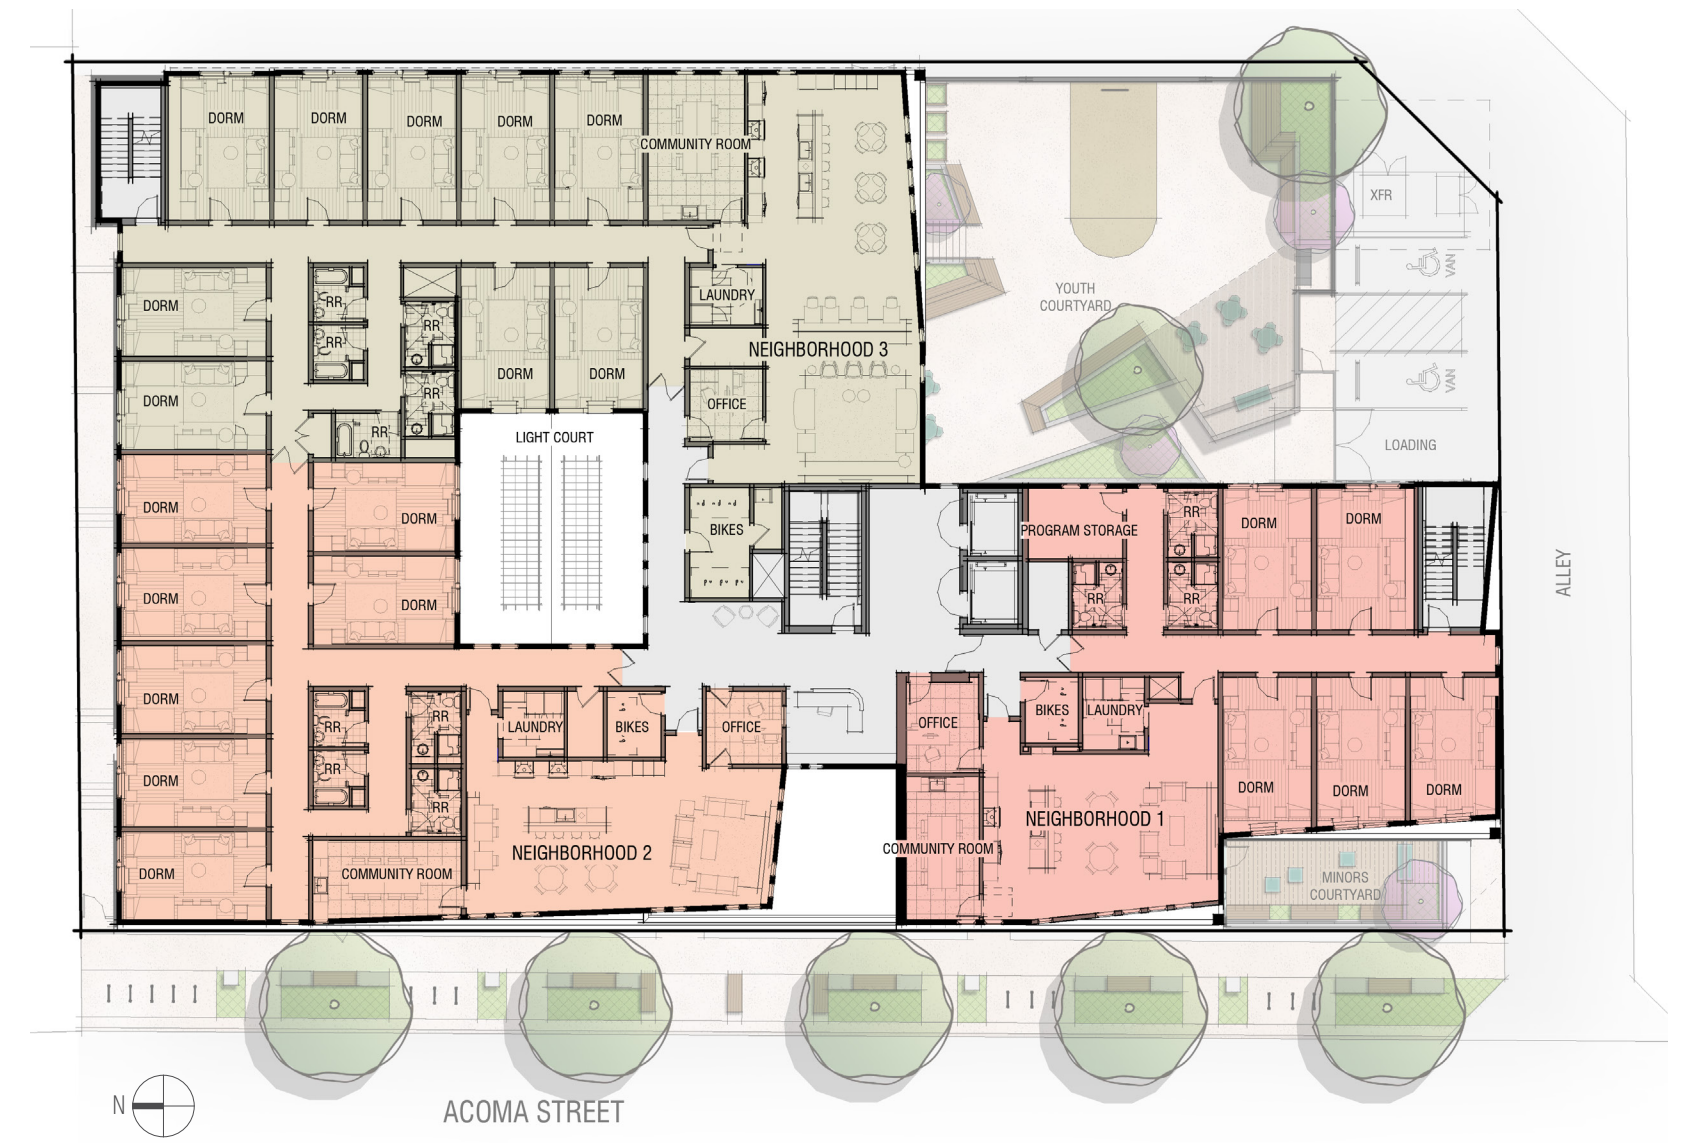 DORM
DORM
DORM
DORM
DORM
COMMUNITY ROOM
XFR
VAN
YOUTH
COURTYARD
DORM
RR
RR
RR
LAUNDRY
NEIGHBORHOOD 3
DORM
DORM
VAN
DORM
RR
OFFICE
RR
LIGHT COURT
LOADING
DORM
DORM
BIKES
PROGRAM STORAGE
RR
DORM
DORM
ALLEY
DORM
DORM
RR
RR
DORM
RR
RR
LAUNDRY
BIKES
OFFICE
OFFICE
BIKES
LAUNDRY
DORM
RR
RR
DORM
DORM
DORM
NEIGHBORHOOD 1
NEIGHBORHOOD 2
COMMUNITY ROOM
DORM
COMMUNITY ROOM
MINORS
COURTYARD
N
ACOMA STREET